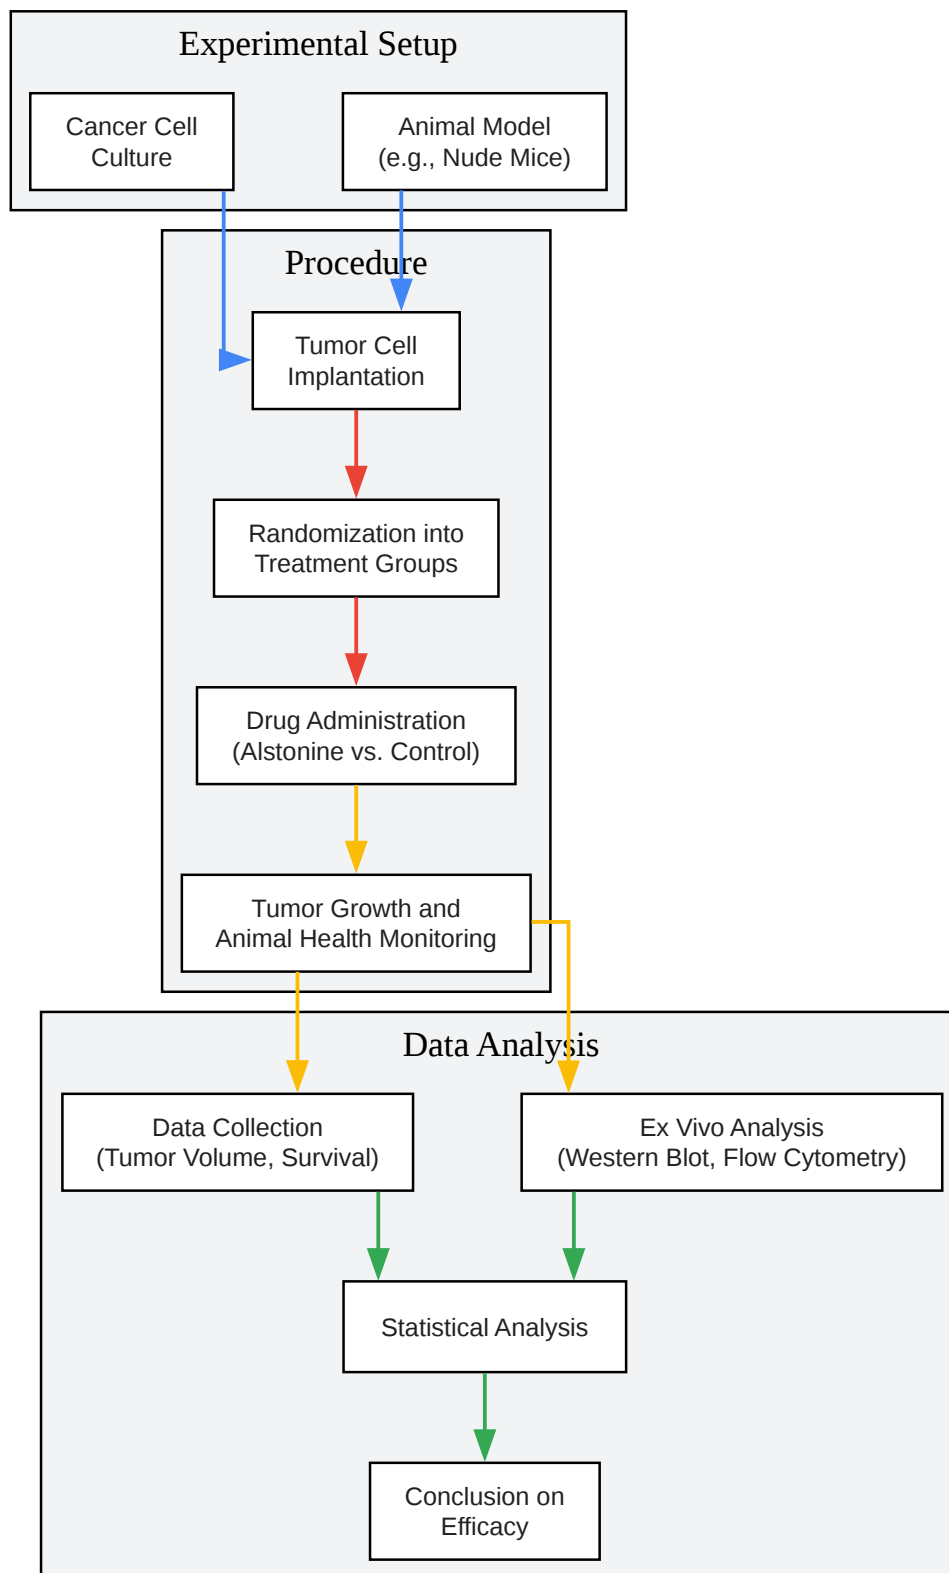 Experimental Setup
Cancer Cell
Culture
Animal Model
(e.g., Nude Mice)
Procedure
Tumor Cell
Implantation
Randomization into
Treatment Groups
Drug Administration
(Alstonine vs. Control)
Tumor Growth and
Animal Health Monitoring
Data Analysis
Data Collection
(Tumor Volume, Survival)
Ex Vivo Analysis
(Western Blot, Flow Cytometry)
Statistical Analysis
Conclusion on
Efficacy